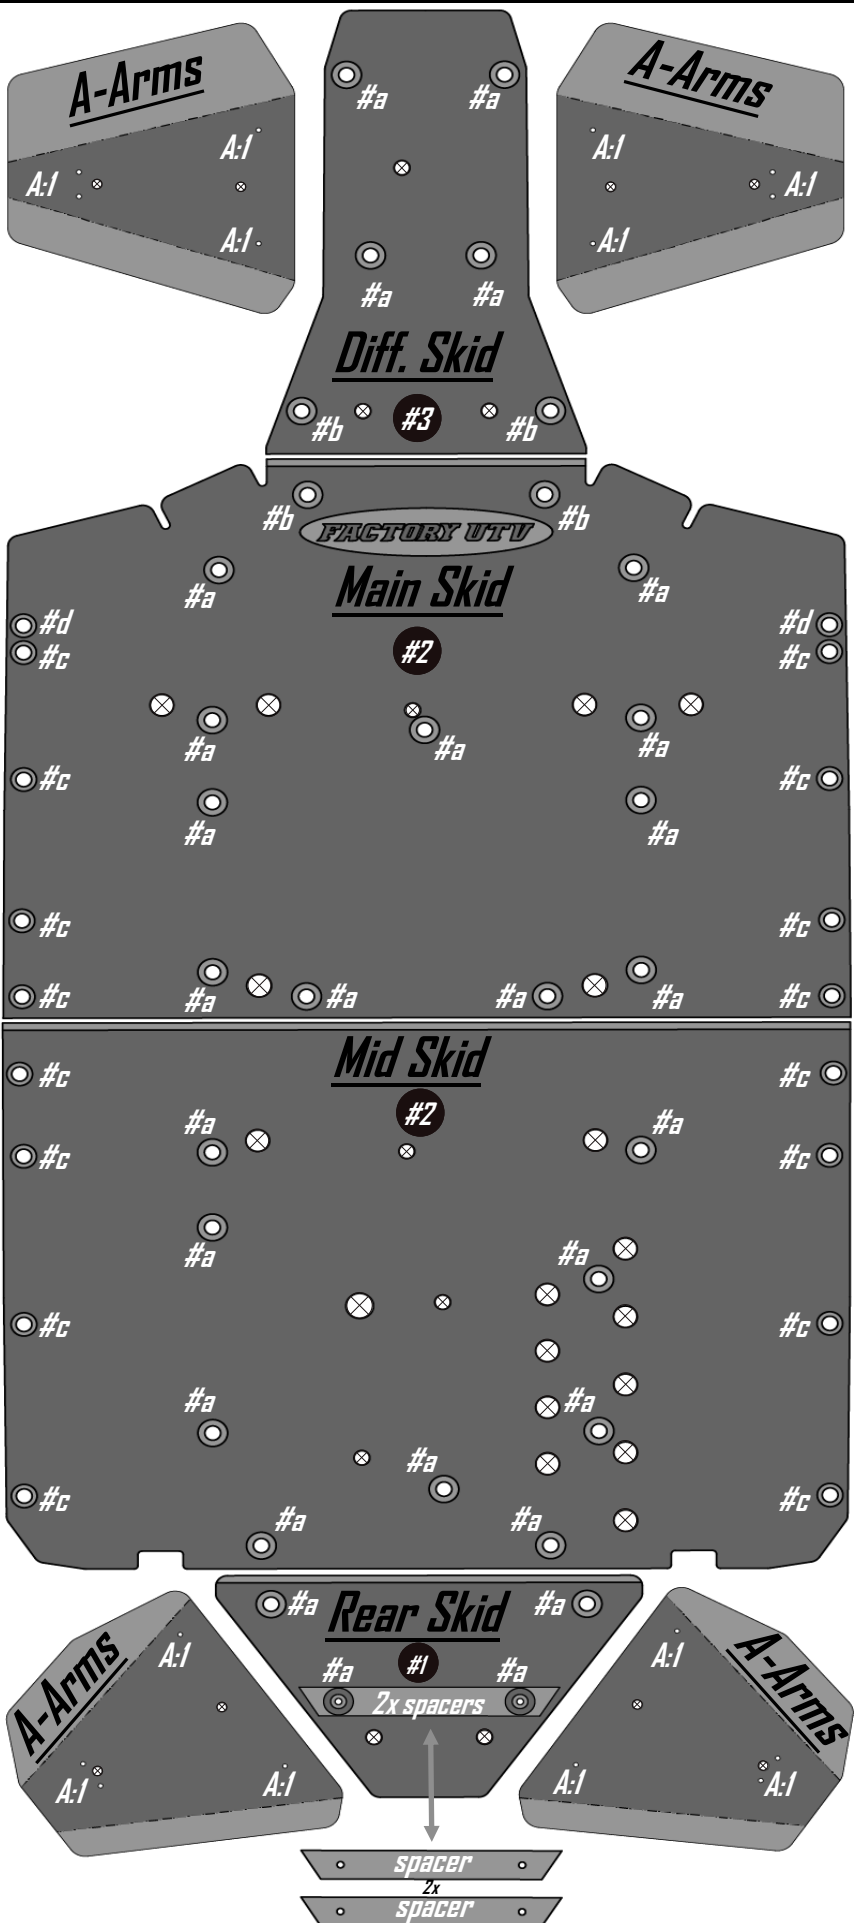 A-Arms
A-Arms
#a #a
A:1 A:1
A:1 A:1
A:1 A:1
#a #a
Diff. Skid
#b #3 #b
#b #b
FACTORY UTV
Main Skid
#a #a
#d #d
#c #c
#2
#a #a #a
#c #c
#a #a
#c #c
#c #a #a #a #a #c
Mid Skid
#c #c
#2
#a #a
#c #c
#a #a
#c #c
#a #a
#a
#c #c
#a #a
#a Rear Skid #a
A-Arms
A-Arms
A:1 A:1
#1
#a #a
2x spacers
A:1 A:1 A:1 A:1
spacer
2x
spacer